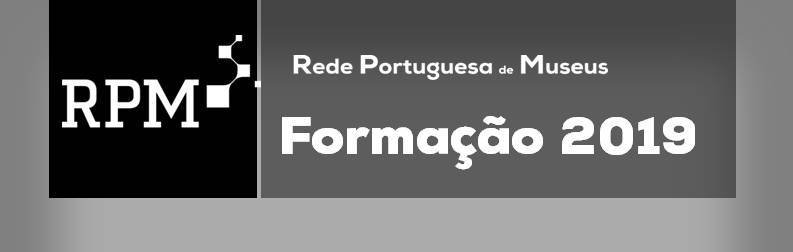 RPM
Rede Portuguesa de Museus
Formação 2019